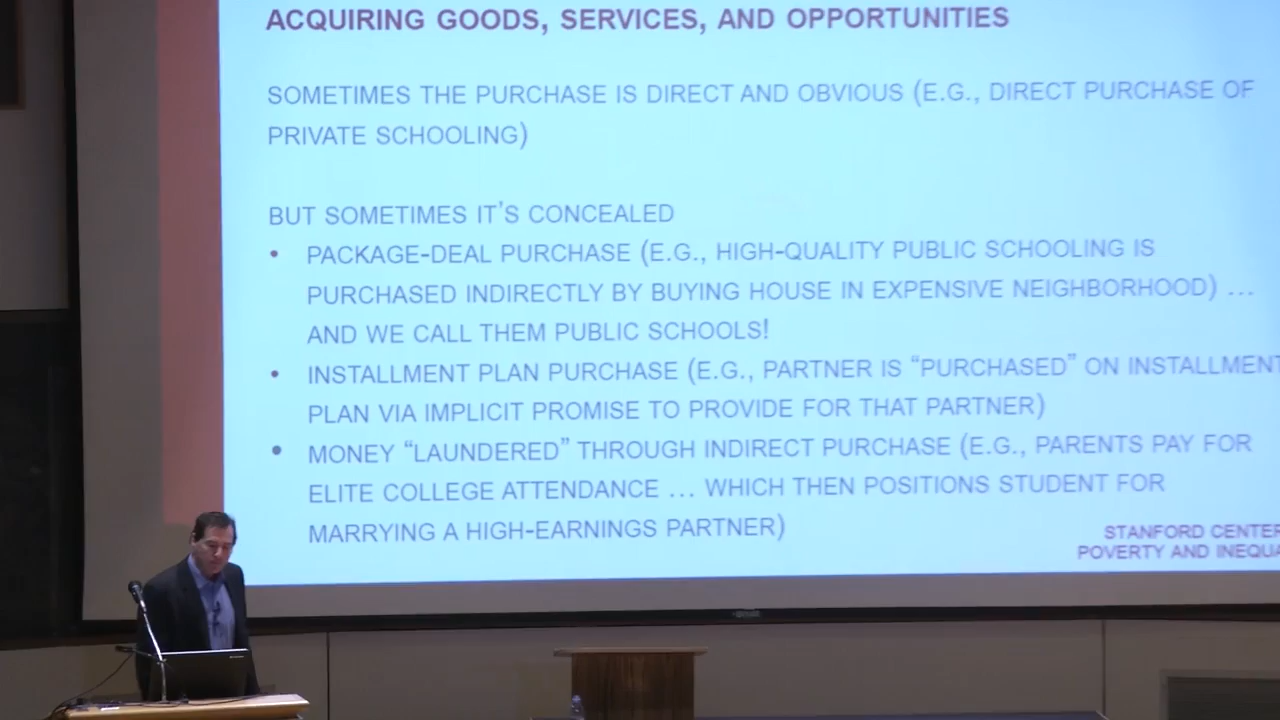 ACQUIRING GOODS, SERVICES, AND OPPORTUNITIES
SOMETIMES THE PURCHASE IS DIRECT AND OBVIOUS (E.G., DIRECT PURCHASE OF
PRIVATE SCHOOLING)
BUT SOMETIMES IT'S CONCEALED
• PACKAGE-DEAL PURCHASE (E.G., HIGH-QUALITY PUBLIC SCHOOLING IS
PURCHASED INDIRECTLY BY BUYING HOUSE IN EXPENSIVE NEIGHBORHOOD) ...
AND WE CALL THEM PUBLIC SCHOOLS!
• INSTALLMENT PLAN PURCHASE (E.G., PARTNER IS “PURCHASED” ON INSTALLMENT
PLAN VIA IMPLICIT PROMISE TO PROVIDE FOR THAT PARTNER)
• MONEY “LAUNDERED” THROUGH INDIRECT PURCHASE (E.G., PARENTS PAY FOR
ELITE COLLEGE ATTENDANCE ... WHICH THEN POSITIONS STUDENT FOR
MARRYING A HIGH-EARNINGS PARTNER)
STANFORD CENTER
POVERTY AND INEQUA